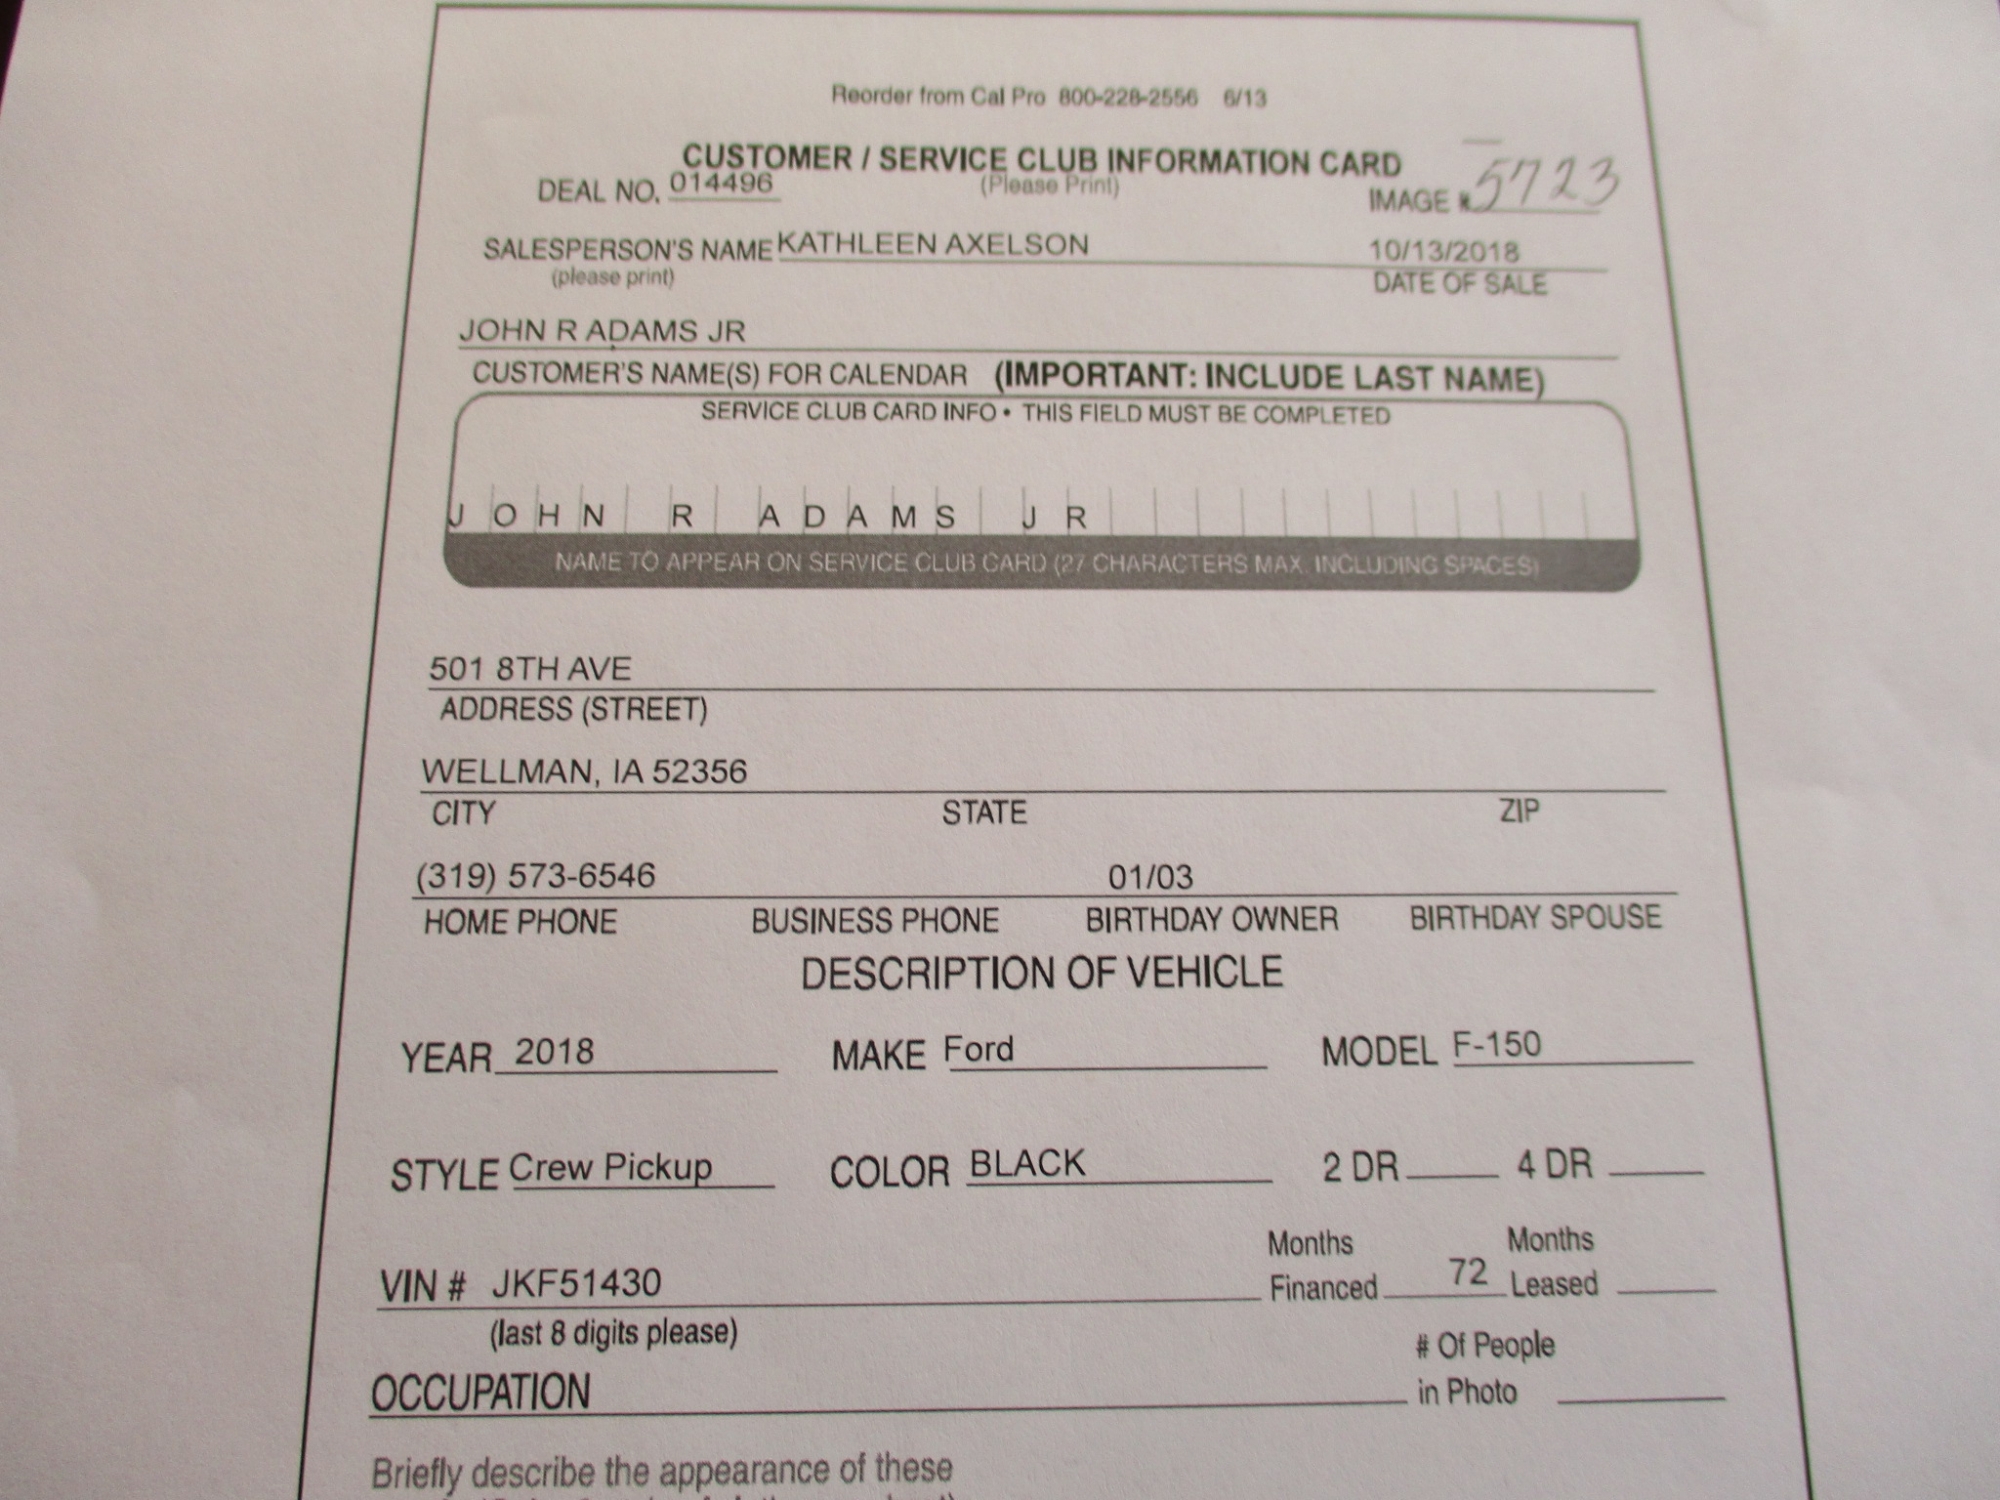 Reorder from Cal Pro 800-228-2556 6/13
CUSTOMER / SERVICE CLUB INFORMATION CARD
DEAL NO. 014496 (Please Print) IMAGE # 5723
SALESPERSON'S NAME KATHLEEN AXELSON 10/13/2018
(please print) DATE OF SALE
JOHN R ADAMS JR
CUSTOMER'S NAME(S) FOR CALENDAR (IMPORTANT: INCLUDE LAST NAME)
SERVICE CLUB CARD INFO • THIS FIELD MUST BE COMPLETED
J O H N R A D A M S J R
NAME TO APPEAR ON SERVICE CLUB CARD (27 CHARACTERS MAX. INCLUDING SPACES)
501 8TH AVE
ADDRESS (STREET)
WELLMAN, IA 52356
CITY STATE ZIP
(319) 573-6546 01/03
HOME PHONE BUSINESS PHONE BIRTHDAY OWNER BIRTHDAY SPOUSE
DESCRIPTION OF VEHICLE
YEAR 2018 MAKE Ford MODEL F-150
STYLE Crew Pickup COLOR BLACK 2 DR 4 DR
Months Months
VIN # JKF51430 Financed 72 Leased
(last 8 digits please) # Of People
OCCUPATION in Photo
Briefly describe the appearance of these